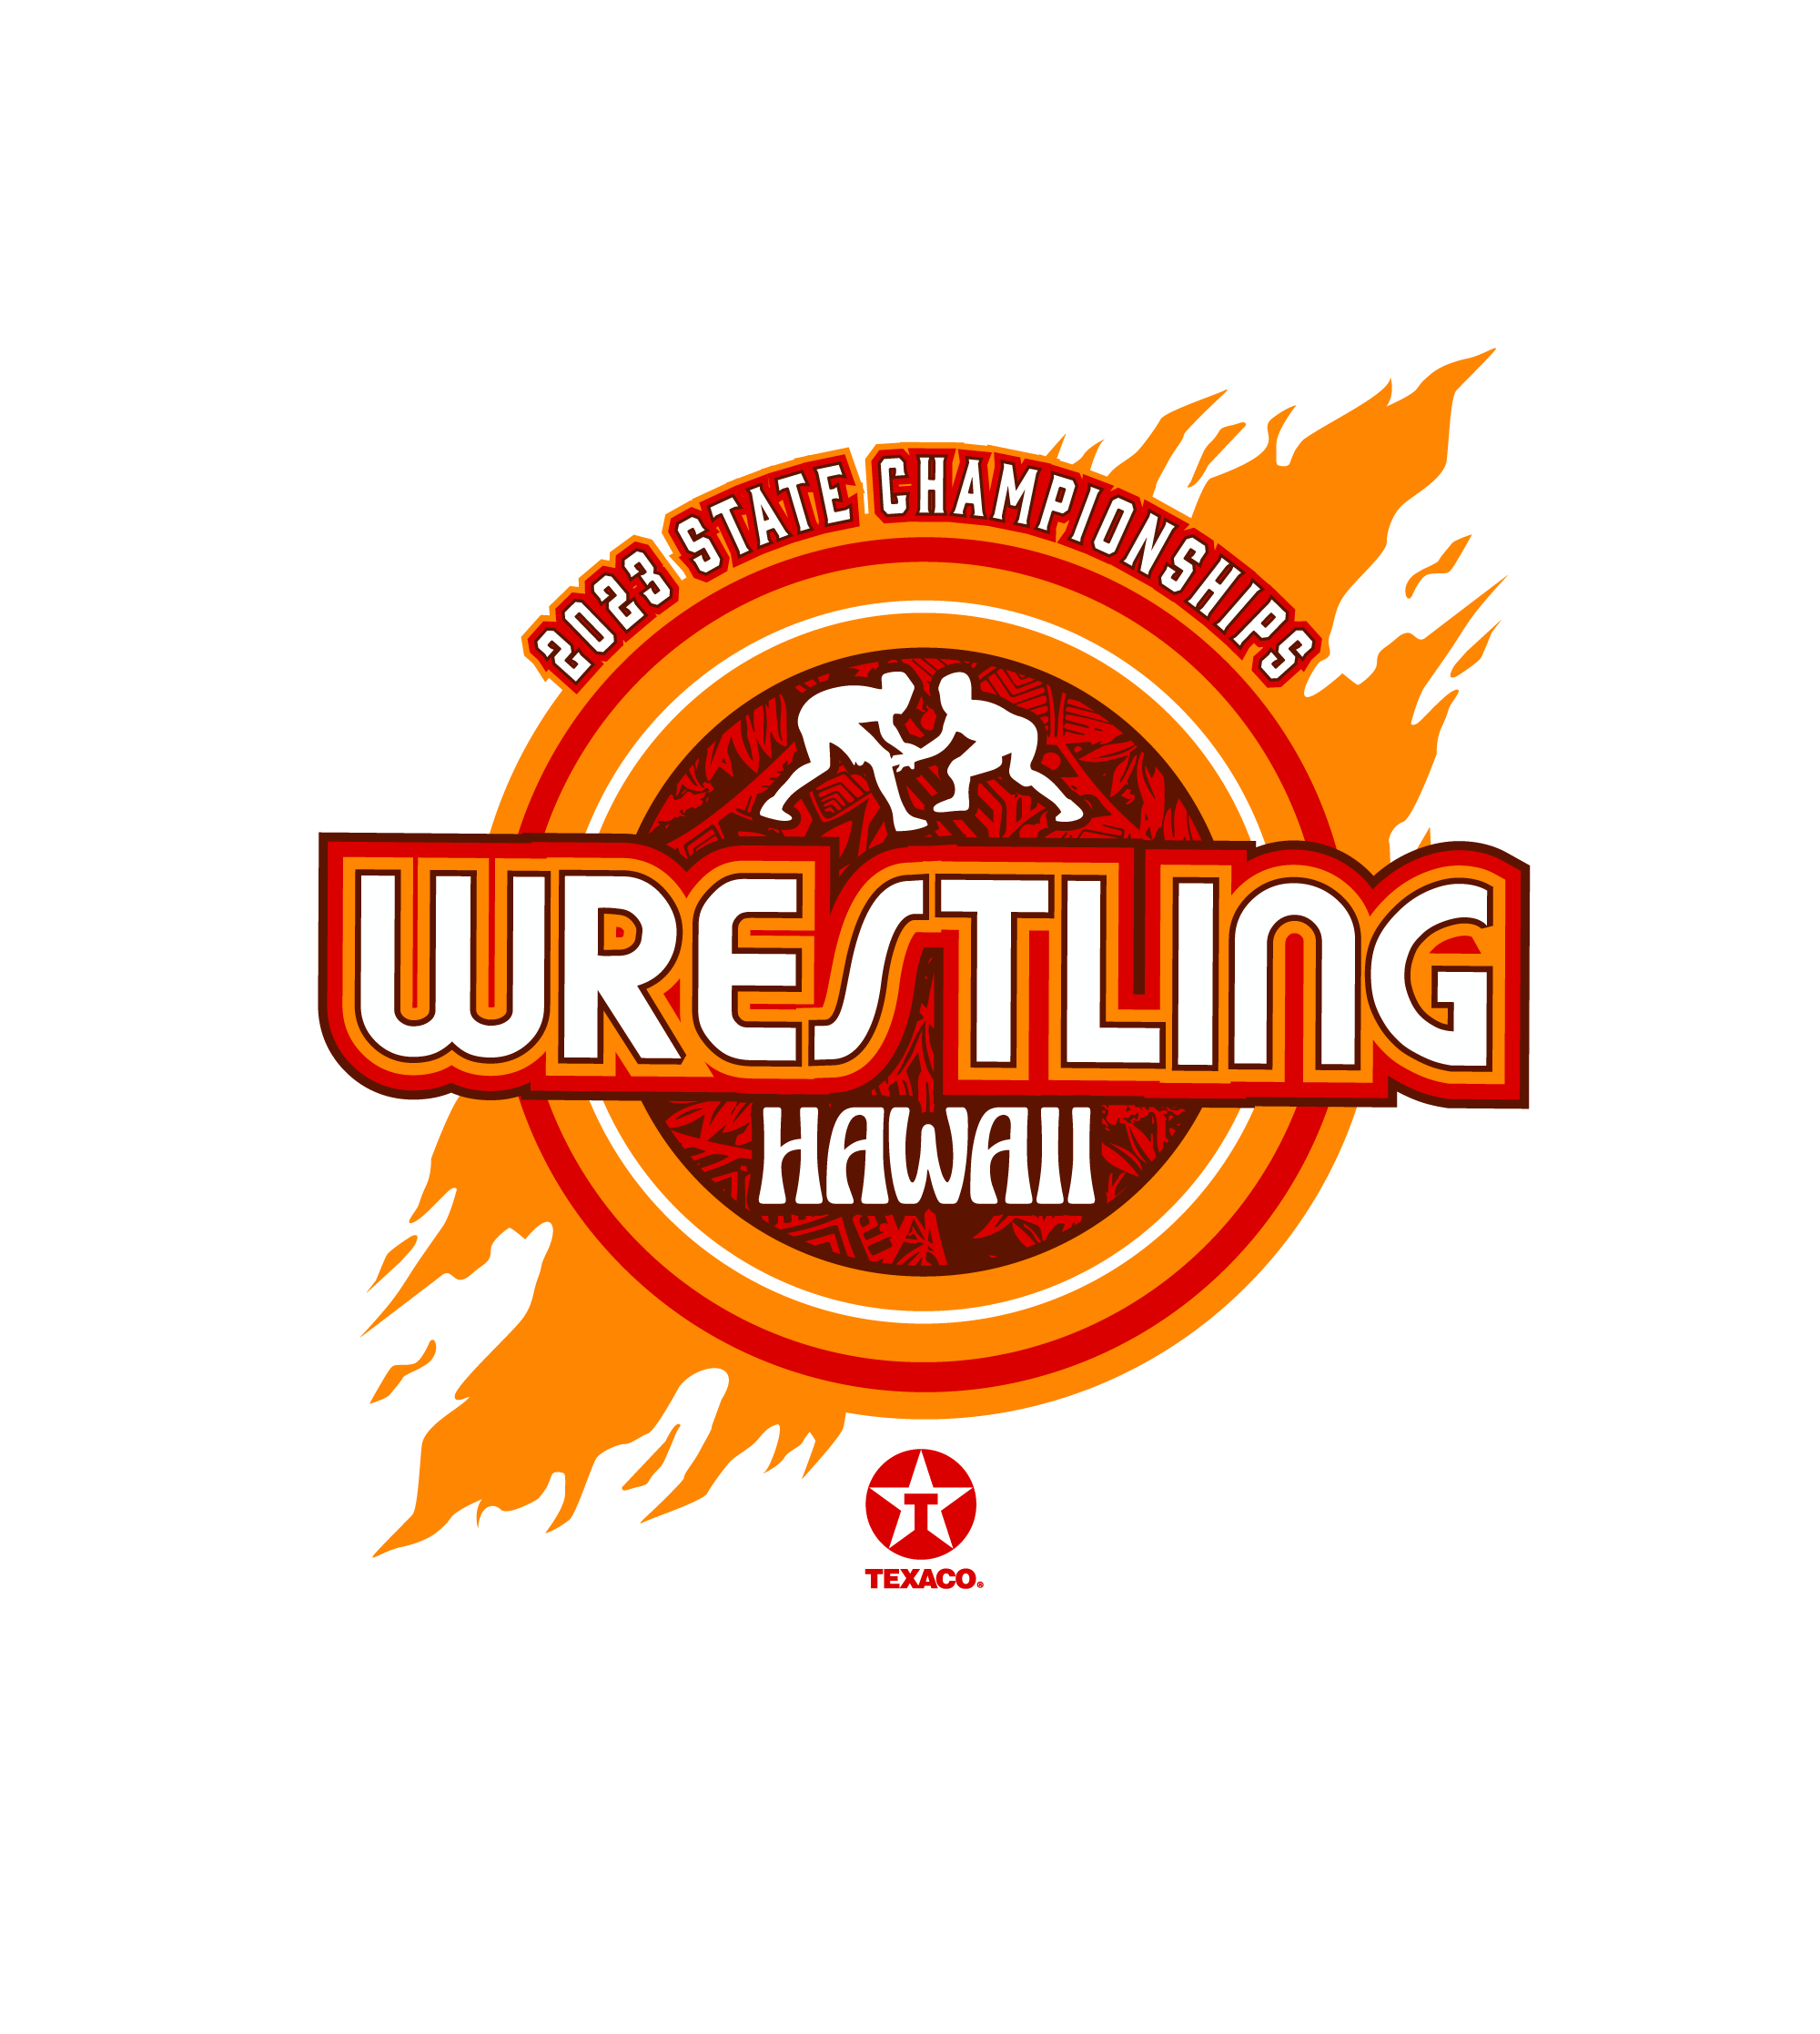 2023 STATE CHAMPIONSHIPS
WRESTLING
HAWAII
T
TEXACO®